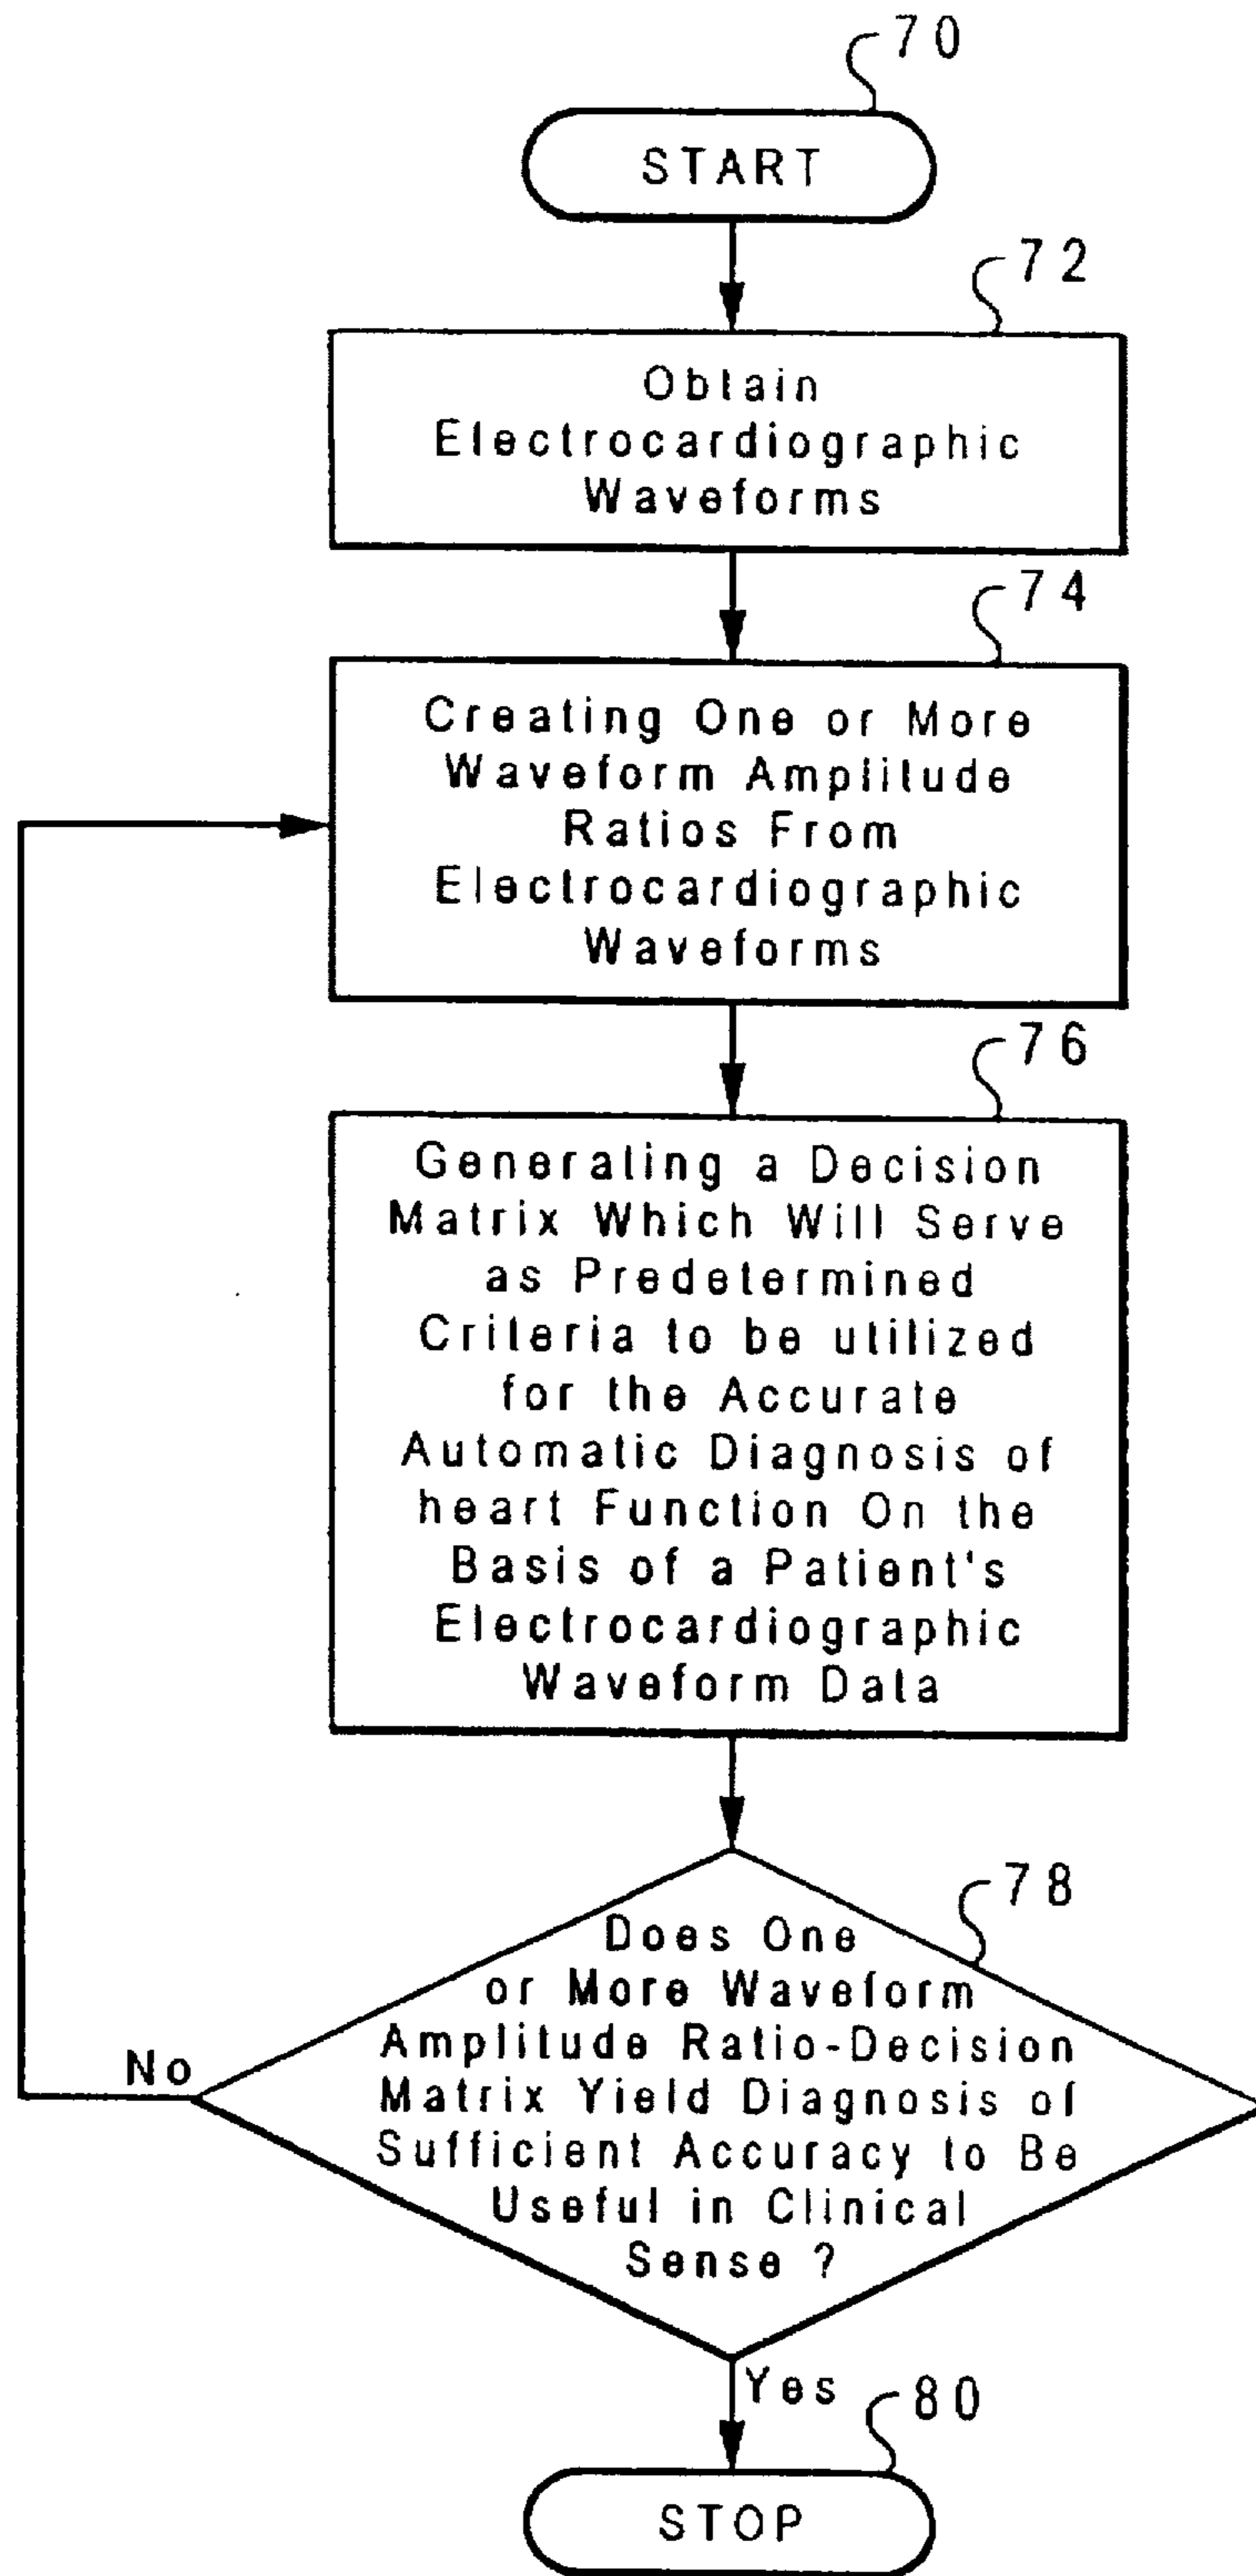 70
START
72
Obtain
Electrocardiographic
Waveforms
74
Creating One or More
Waveform Amplitude
Ratios From
Electrocardiographic
Waveforms
76
Generating a Decision
Matrix Which Will Serve
as Predetermined
Criteria to be utilized
for the Accurate
Automatic Diagnosis of
heart Function On the
Basis of a Patient's
Electrocardiographic
Waveform Data
78
Does One
or More Waveform
Amplitude Ratio-Decision
Matrix Yield Diagnosis of
Sufficient Accuracy to Be
Useful in Clinical
Sense ?
No
Yes
80
STOP